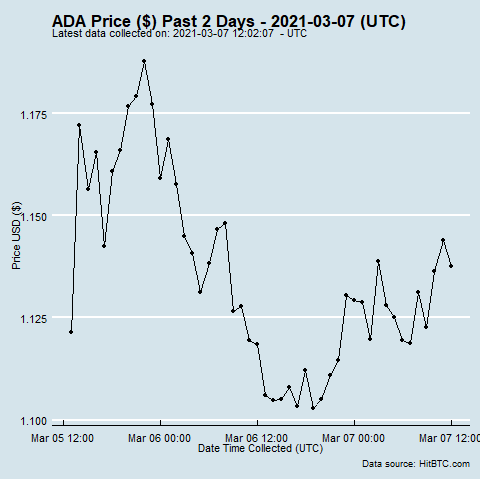 ADA Price ($) Past 2 Days - 2021-03-07 (UTC)
Latest data collected on: 2021-03-07 12:02:07  - UTC
1.175
1.150
1.125
1.100
Price USD ($)
Mar 05 12:00 Mar 06 00:00 Mar 06 12:00 Mar 07 00:00 Mar 07 12:00
Date Time Collected (UTC)
Data source: HitBTC.com